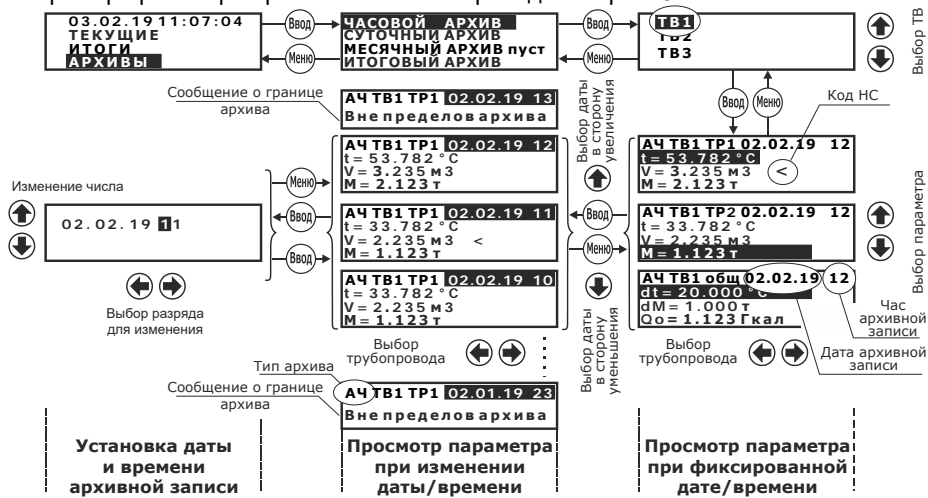 03.02.19 11:07:04
ТЕКУЩИЕ
ИТОГИ
АРХИВЫ
Ввод
Меню
ЧАСОВОЙ АРХИВ
СУТОЧНЫЙ АРХИВ
МЕСЯЧНЫЙ АРХИВ пуст
ИТОГОВЫЙ АРХИВ
Ввод
Меню
ТВ1
ТВ2
ТВ3
Выбор ТВ
Сообщение о границе
архива
АЧ ТВ1 ТР1 02.02.19 13
Вне пределов архива
Выбор даты
в сторону
увеличения
Ввод
Меню
Код НС
АЧ ТВ1 ТР1 02.02.19 12
t = 53.782 °C
V = 3.235 м3
М = 2.123 т
АЧ ТВ1 ТР1 02.02.19 12
t = 53.782 °C
V = 3.235 м3 <
М = 2.123 т
Изменение числа
02.02.19 11
Меню
Ввод
Ввод
АЧ ТВ1 ТР1 02.02.19 11
t = 33.782 °C
V = 2.235 м3 <
М = 1.123 т
Ввод
Меню
АЧ ТВ1 ТР2 02.02.19 12
t = 33.782 °C
V = 2.235 м3
М = 1.123 т
Выбор параметра
АЧ ТВ1 ТР1 02.02.19 10
t = 33.782 °C
V = 2.235 м3
М = 1.123 т
АЧ ТВ1 общ 02.02.19 12
dt = 20.000 °C
dM = 1.000 т
Qо = 1.123 Гкал
Выбор разряда
для изменения
Выбор
трубопровода
Выбор даты
в сторону
уменьшения
Выбор
трубопровода
Час
архивной
записи
Дата архивной
записи
Тип архива
Сообщение о границе
архива
АЧ ТВ1 ТР1 02.01.19 23
Вне пределов архива
Установка даты
и времени
архивной записи
Просмотр параметра
при изменении
даты/времени
Просмотр параметра
при фиксированной
дате/времени